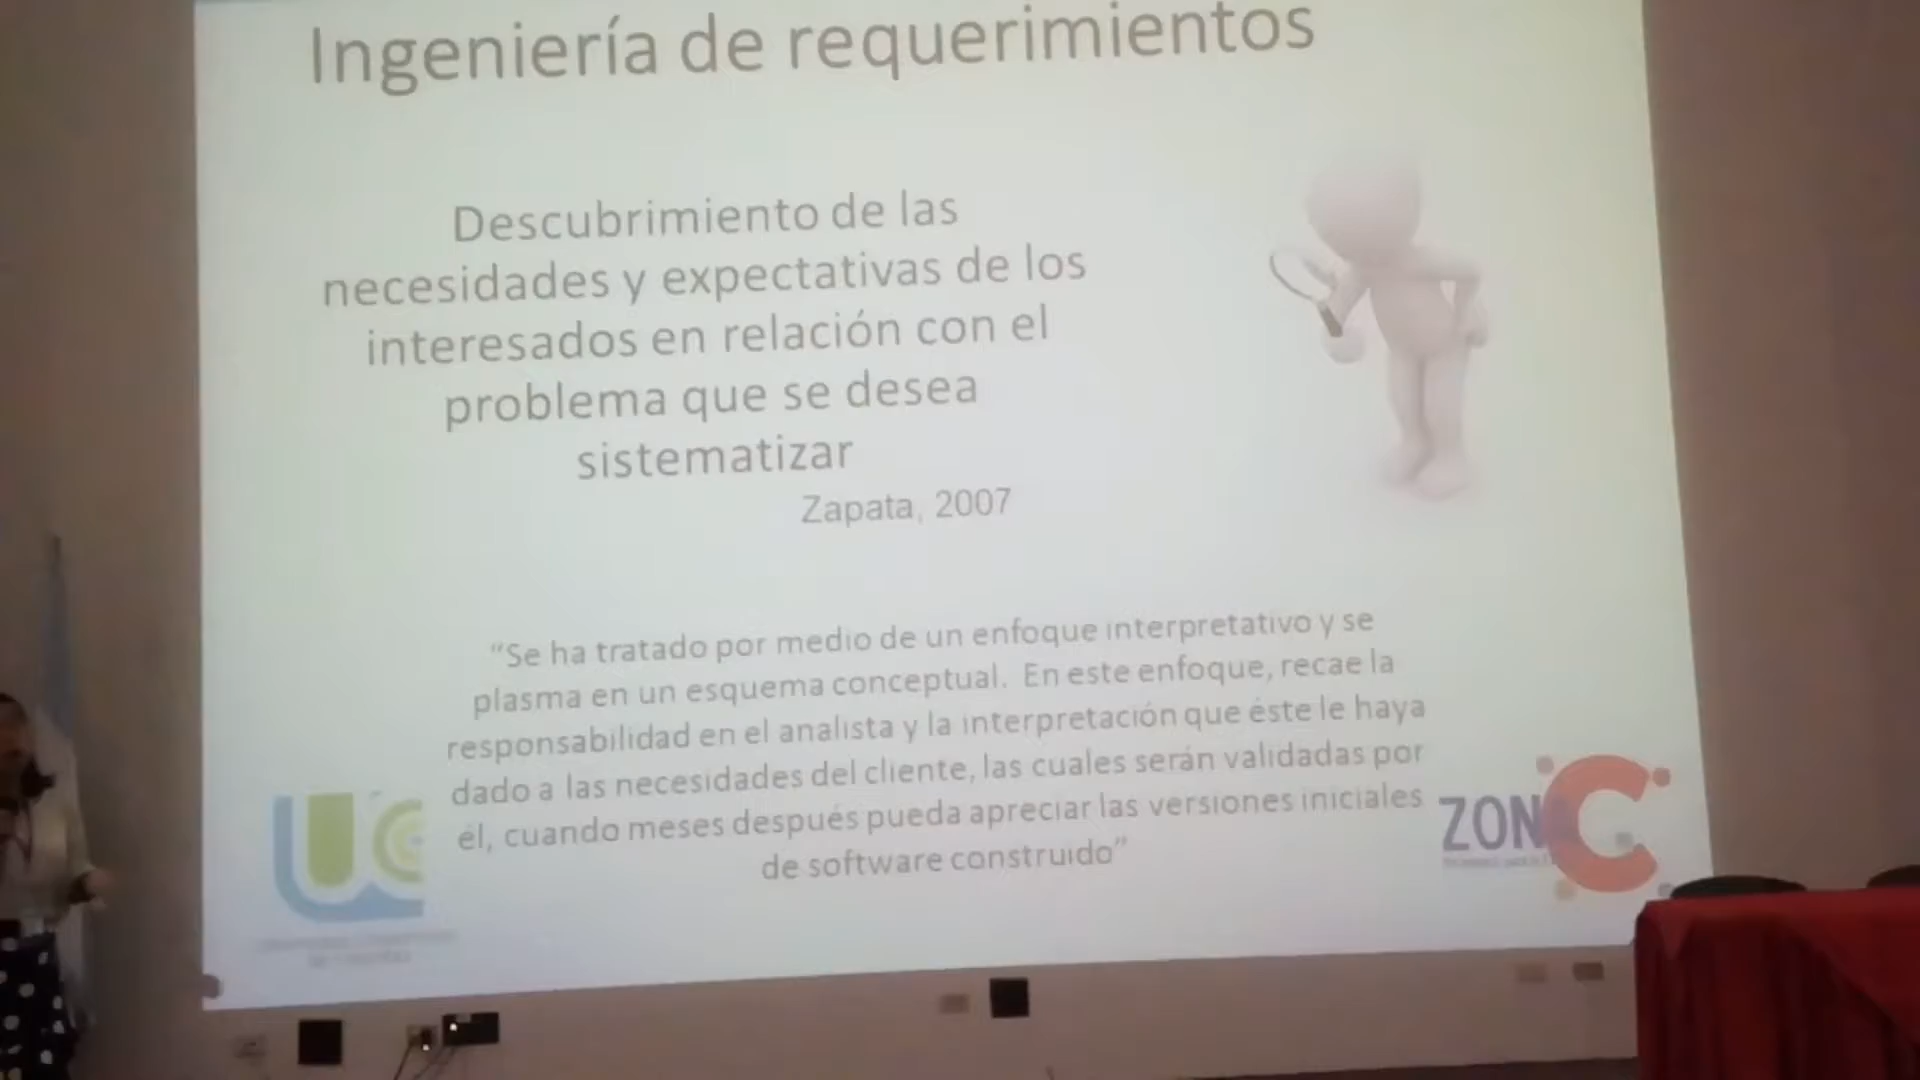 Ingeniería de requerimientos
Descubrimiento de las
necesidades y expectativas de los
interesados en relación con el
problema que se desea
sistematizar
Zapata, 2007
“Se ha tratado por medio de un enfoque interpretativo y se
plasma en un esquema conceptual. En este enfoque, recae la
responsabilidad en el analista y la interpretación que éste le haya
dado a las necesidades del cliente, las cuales serán validadas por
él, cuando meses después pueda apreciar las versiones iniciales
de software construido”
UCC
ZONA C